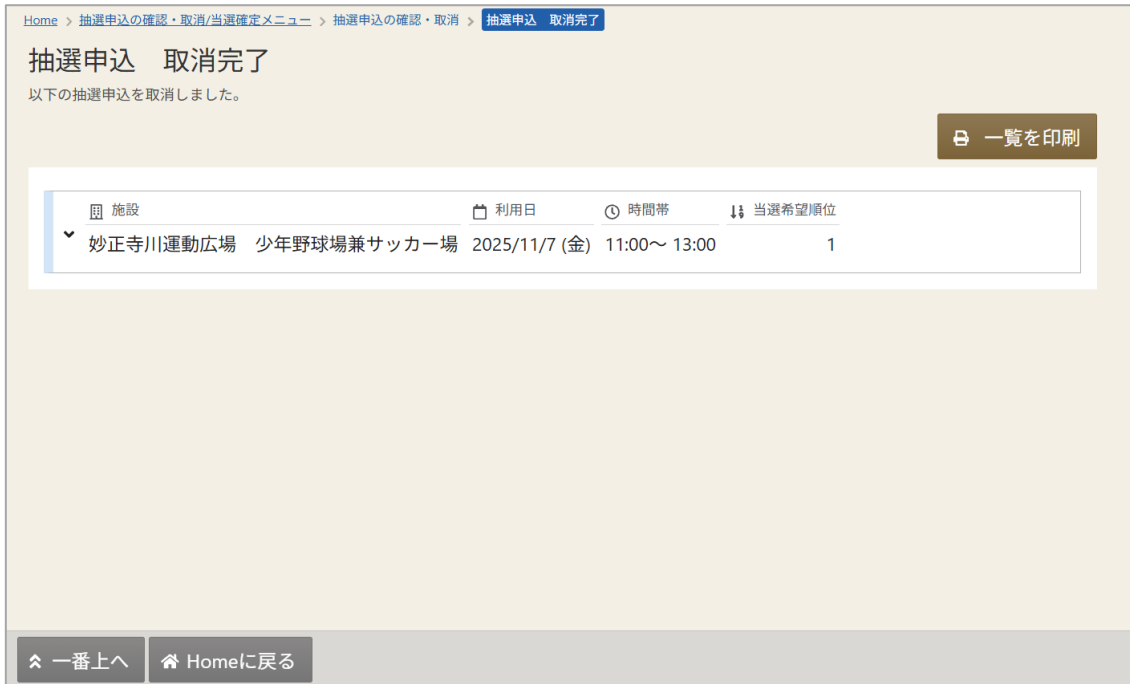 Home > 抽選申込の確認・取消/当選確定メニュー > 抽選申込の確認・取消 > 抽選申込　取消完了
抽選申込　取消完了
以下の抽選申込を取消しました。
一覧を印刷
施設 利用日 時間帯 当選希望順位
妙正寺川運動広場　少年野球場兼サッカー場 2025/11/7 (金) 11:00～ 13:00 1
一番上へ Homeに戻る